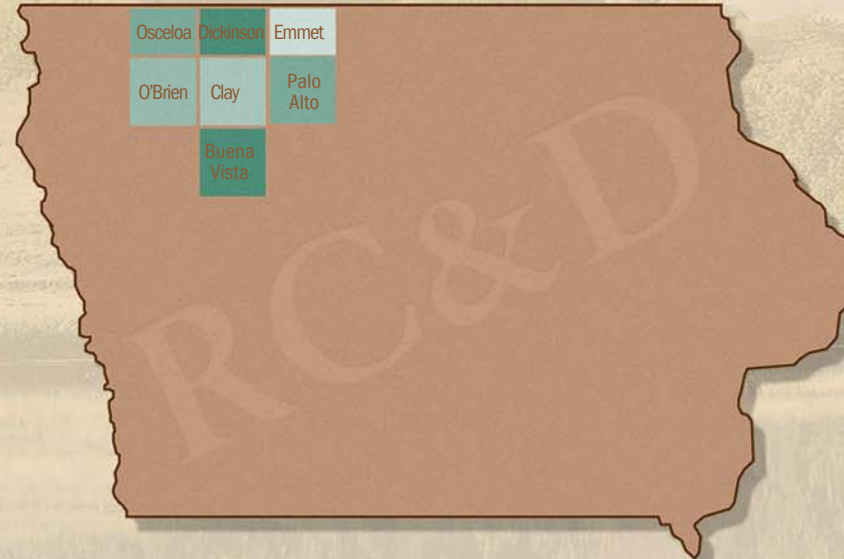 Osceloa Dickinson Emmet
O'Brien Clay Palo
Alto
Buena
Vista
RC&D